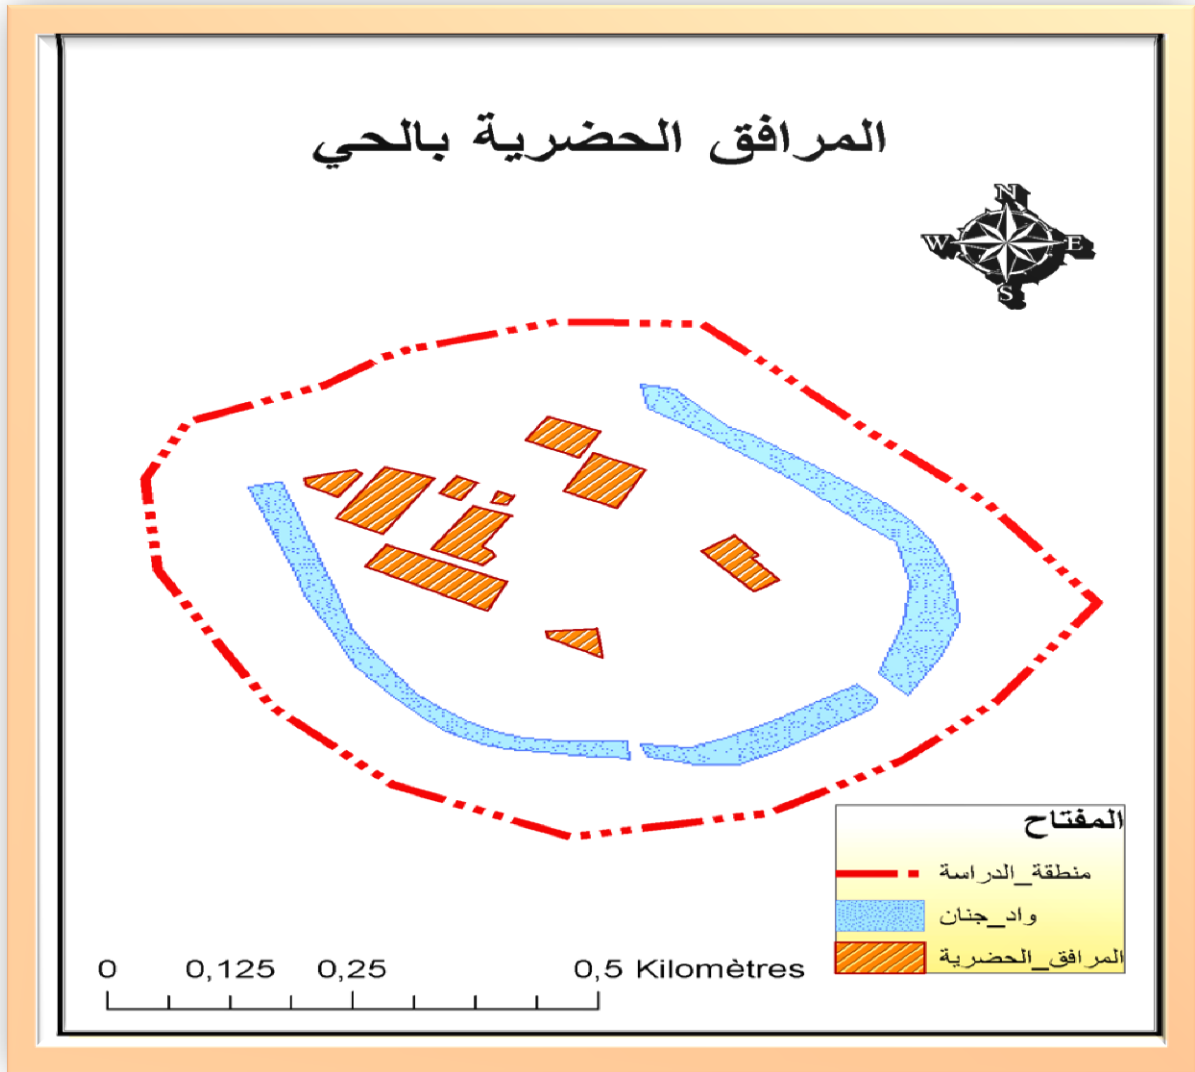 المرافق الحضرية بالحي
N
W E
S
المفتاح
منطقة_الدراسة
واد_جنان
المرافق_الحضرية
0 0,125 0,25 0,5 Kilomètres